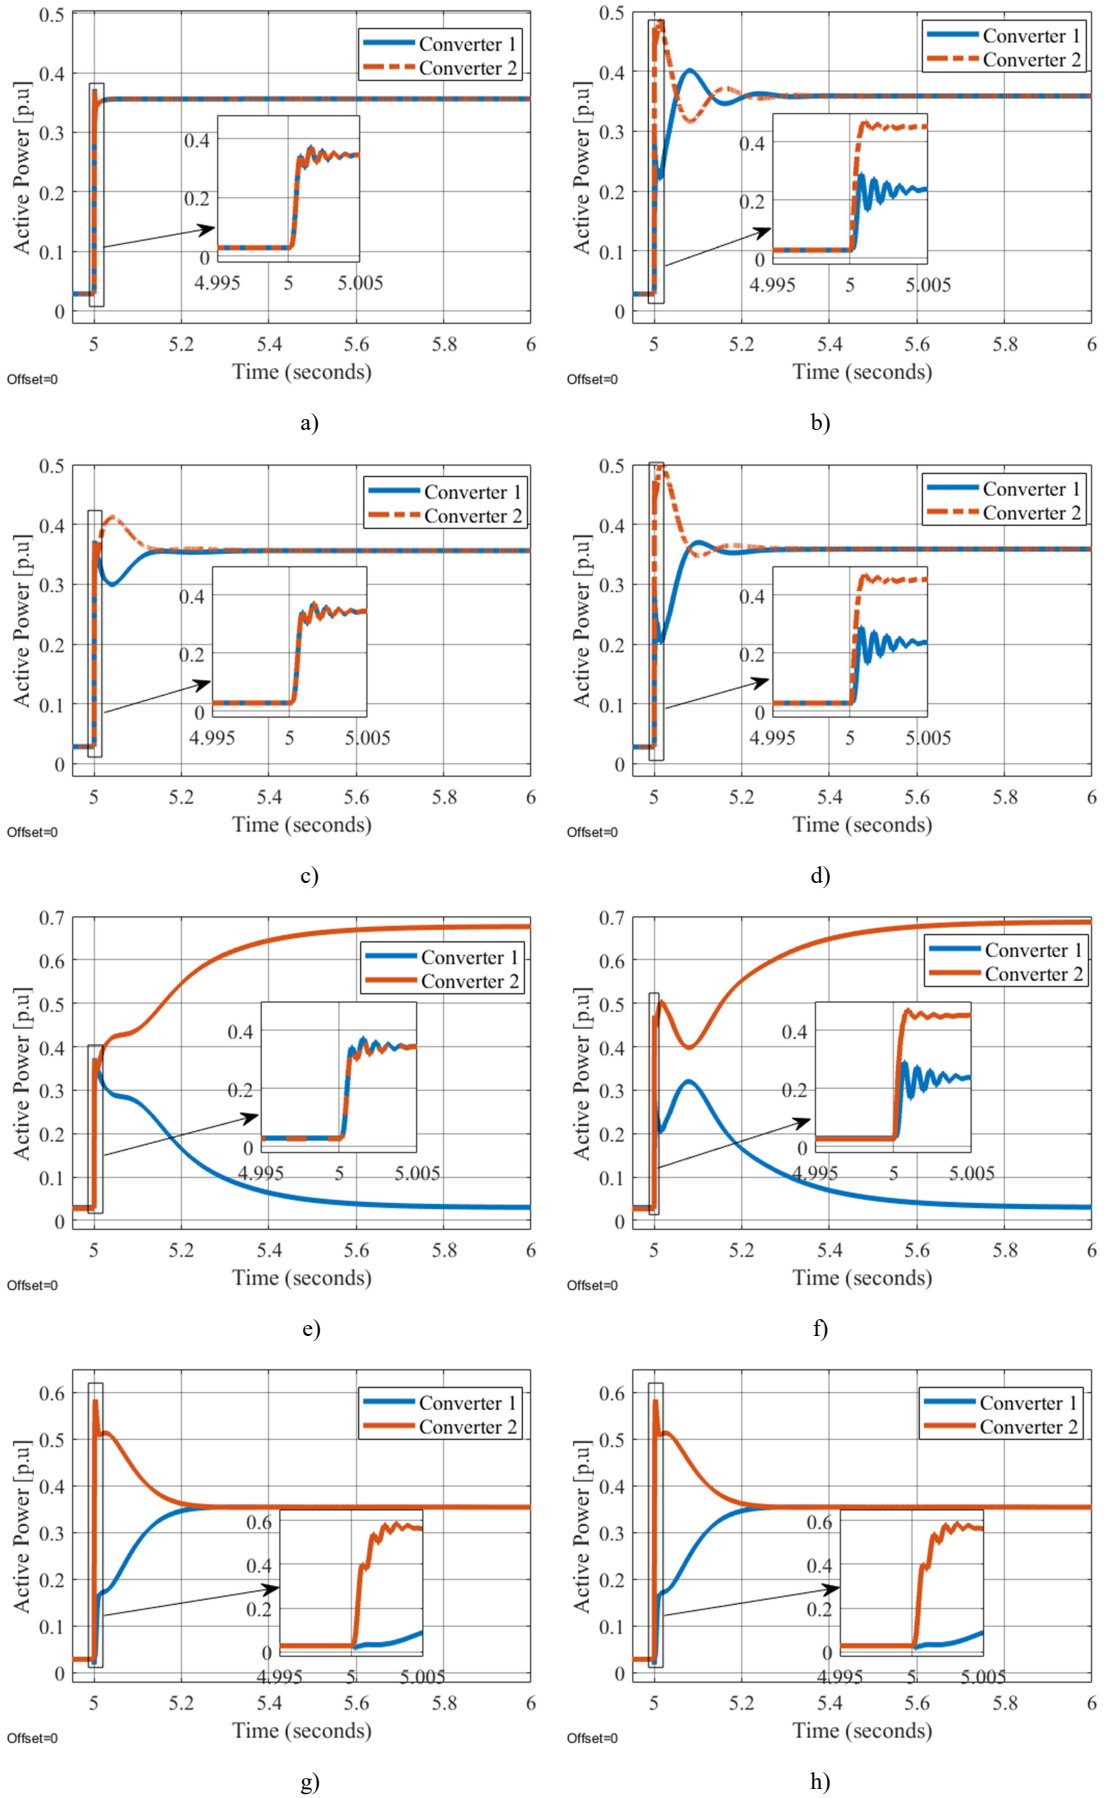 0.5
0.4
0.3
0.2
0.1
0
Active Power [p.u]
Converter 1
Converter 2
0.4
0.2
0
4.995 5 5.005
5 5.2 5.4 5.6 5.8 6
Time (seconds)
Offset=0
a)
0.5
0.4
0.3
0.2
0.1
0
Active Power [p.u]
Converter 1
Converter 2
0.4
0.2
0
4.995 5 5.005
5 5.2 5.4 5.6 5.8 6
Time (seconds)
Offset=0
b)
0.5
0.4
0.3
0.2
0.1
0
Active Power [p.u]
Converter 1
Converter 2
0.4
0.2
0
4.995 5 5.005
5 5.2 5.4 5.6 5.8 6
Time (seconds)
Offset=0
c)
0.5
0.4
0.3
0.2
0.1
0
Active Power [p.u]
Converter 1
Converter 2
0.4
0.2
0
4.995 5 5.005
5 5.2 5.4 5.6 5.8 6
Time (seconds)
Offset=0
d)
0.7
0.6
0.5
0.4
0.3
0.2
0.1
0
Active Power [p.u]
Converter 1
Converter 2
0.4
0.2
0
4.995 5 5.005
5 5.2 5.4 5.6 5.8 6
Time (seconds)
Offset=0
e)
0.7
0.6
0.5
0.4
0.3
0.2
0.1
0
Active Power [p.u]
Converter 1
Converter 2
0.4
0.2
0
4.995 5 5.005
5 5.2 5.4 5.6 5.8 6
Time (seconds)
Offset=0
f)
0.6
0.5
0.4
0.3
0.2
0.1
0
Active Power [p.u]
Converter 1
Converter 2
0.6
0.4
0.2
0
4.995 5 5.005
5 5.2 5.4 5.6 5.8 6
Time (seconds)
Offset=0
g)
0.6
0.5
0.4
0.3
0.2
0.1
0
Active Power [p.u]
Converter 1
Converter 2
0.6
0.4
0.2
0
4.995 5 5.005
5 5.2 5.4 5.6 5.8 6
Time (seconds)
Offset=0
h)